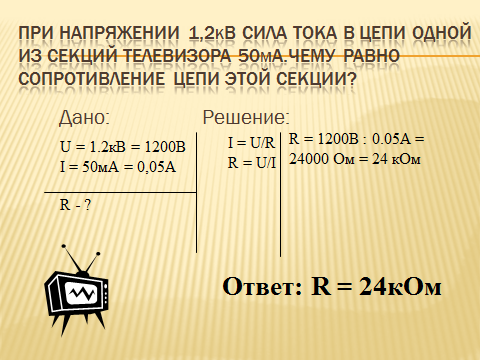 ПРИ НАПРЯЖЕНИИ 1,2кВ СИЛА ТОКА В ЦЕПИ ОДНОЙ
ИЗ СЕКЦИЙ ТЕЛЕВИЗОРА 50мА.ЧЕМУ РАВНО
СОПРОТИВЛЕНИЕ ЦЕПИ ЭТОЙ СЕКЦИИ?
Дано:
U = 1.2кВ = 1200В
I = 50мА = 0,05А
R - ?
Решение:
I = U/R
R = U/I
R = 1200В : 0.05А =
24000 Ом = 24 кОм
Ответ: R = 24кОм